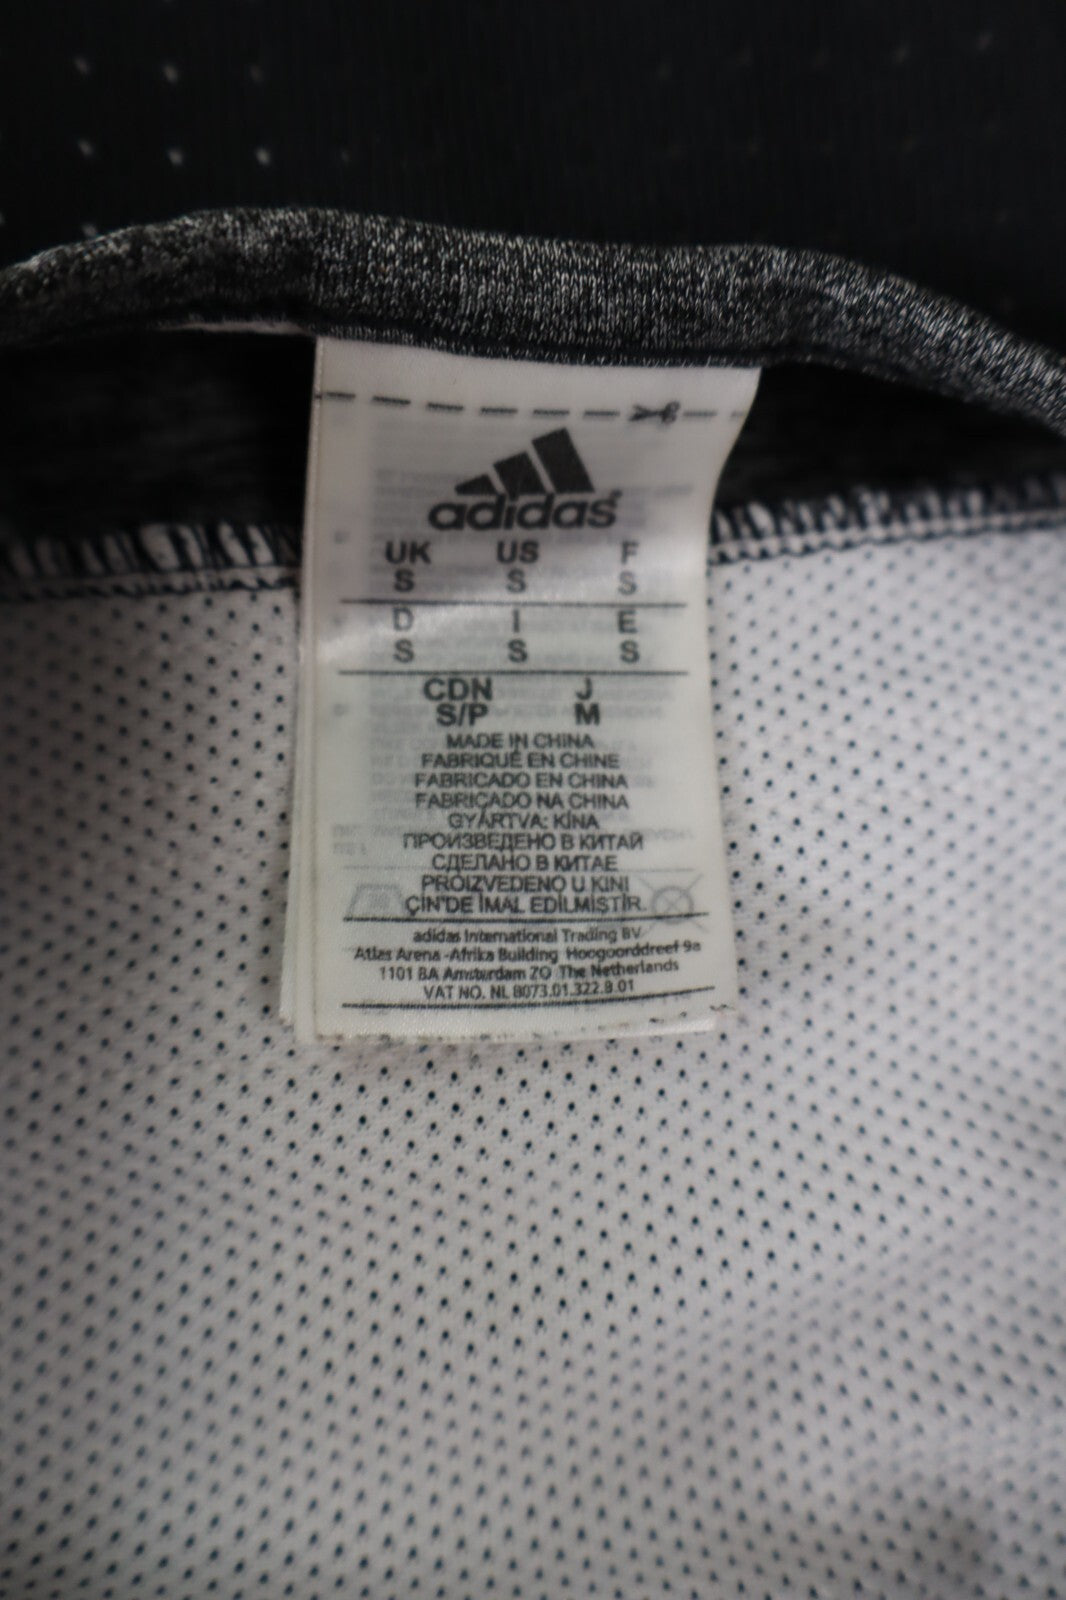 adidas
UK US F
S S S
D I E
S S S
CDN J
S/P M
MADE IN CHINA
FABRIQUÉ EN CHINE
FABRICADO EN CHINA
FABRICADO NA CHINA
GYÁRTVA: KÍNA
ПРОИЗВЕДЕНО В КИТАЙ
СДЕЛАНО В КИТАЕ
PROIZVEDENO U KINI
ÇİN'DE İMAL EDİLMİŞTİR.
adidas International Trading BV
Atlas Arena -Afrika Building Hoogoorddreef 9a
1101 BA Amsterdam ZO The Netherlands
VAT NO. NL 8073.01.322.B.01